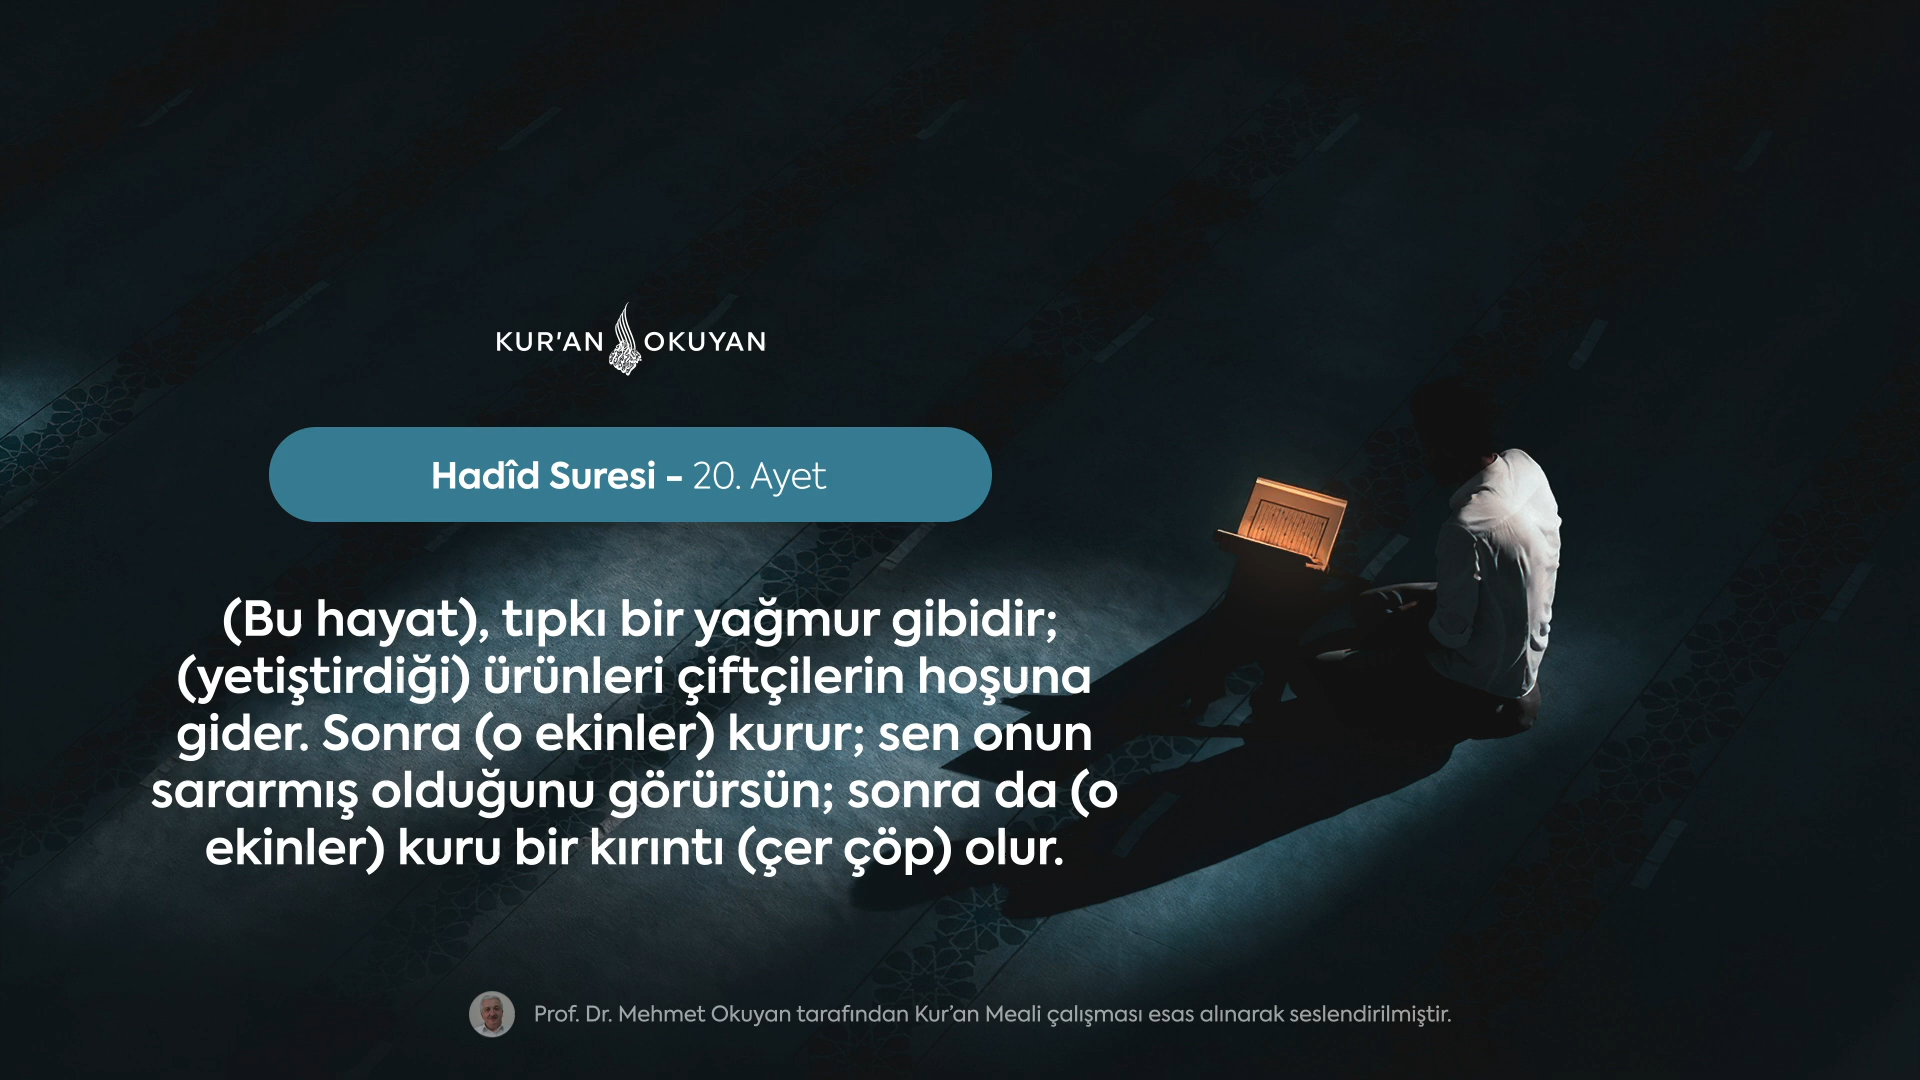 KUR'AN OKUYAN
Hadîd Suresi - 20. Ayet
(Bu hayat), tıpkı bir yağmur gibidir;
(yetiştirdiği) ürünleri çiftçilerin hoşuna
gider. Sonra (o ekinler) kurur; sen onun
sararmış olduğunu görürsün; sonra da (o
ekinler) kuru bir kırıntı (çer çöp) olur.
Prof. Dr. Mehmet Okuyan tarafından Kur’an Meali çalışması esas alınarak seslendirilmiştir.